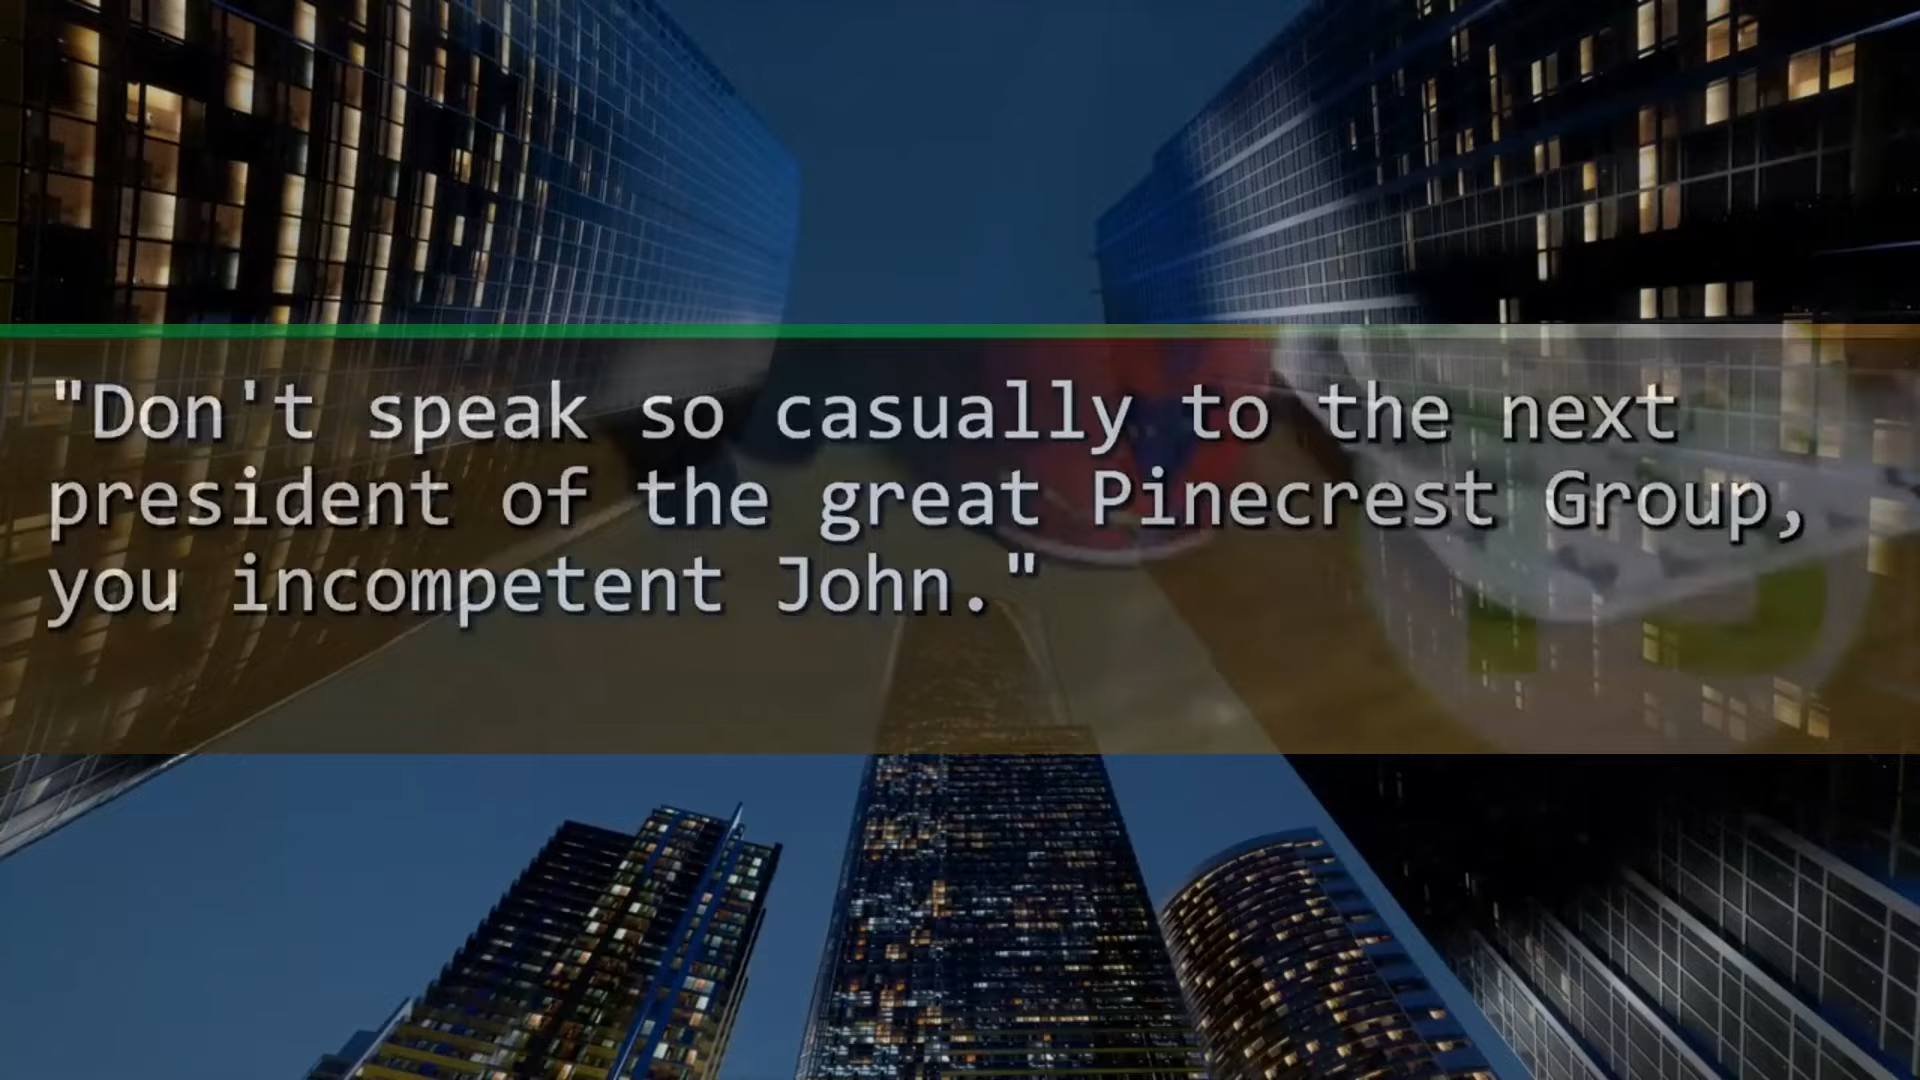 "Don't speak so casually to the next
president of the great Pinecrest Group,
you incompetent John."